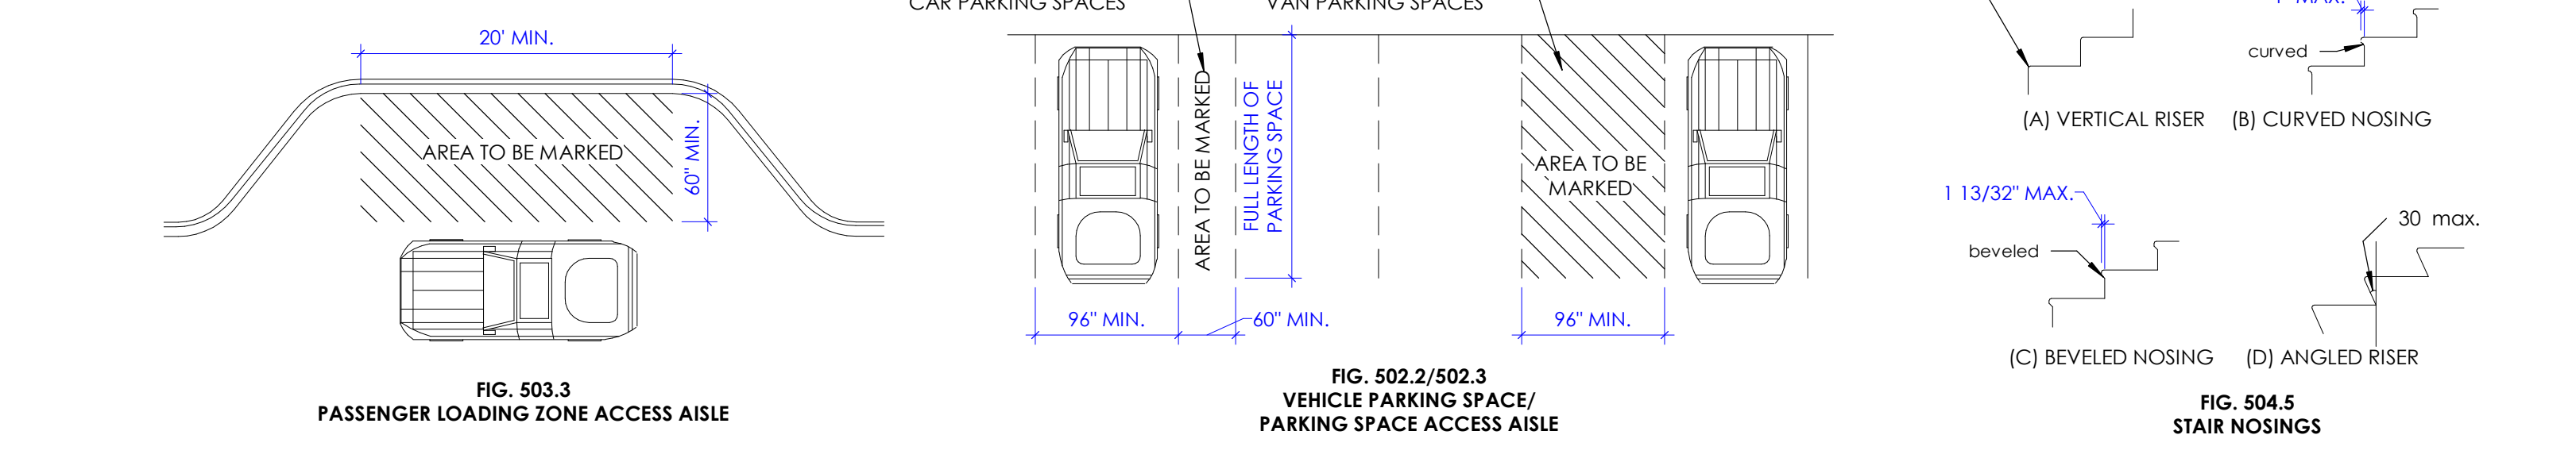 20' MIN.
AREA TO BE MARKED
60" MIN.
FIG. 503.3
PASSENGER LOADING ZONE ACCESS AISLE
CAR PARKING SPACES
VAN PARKING SPACES
AREA TO BE MARKED
FULL LENGTH OF
PARKING SPACE
AREA TO BE
MARKED
96" MIN.
60" MIN.
96" MIN.
FIG. 502.2/502.3
VEHICLE PARKING SPACE/
PARKING SPACE ACCESS AISLE
MAX.
curved
(A) VERTICAL RISER
(B) CURVED NOSING
1 13/32" MAX.
beveled
30 max.
(C) BEVELED NOSING
(D) ANGLED RISER
FIG. 504.5
STAIR NOSINGS